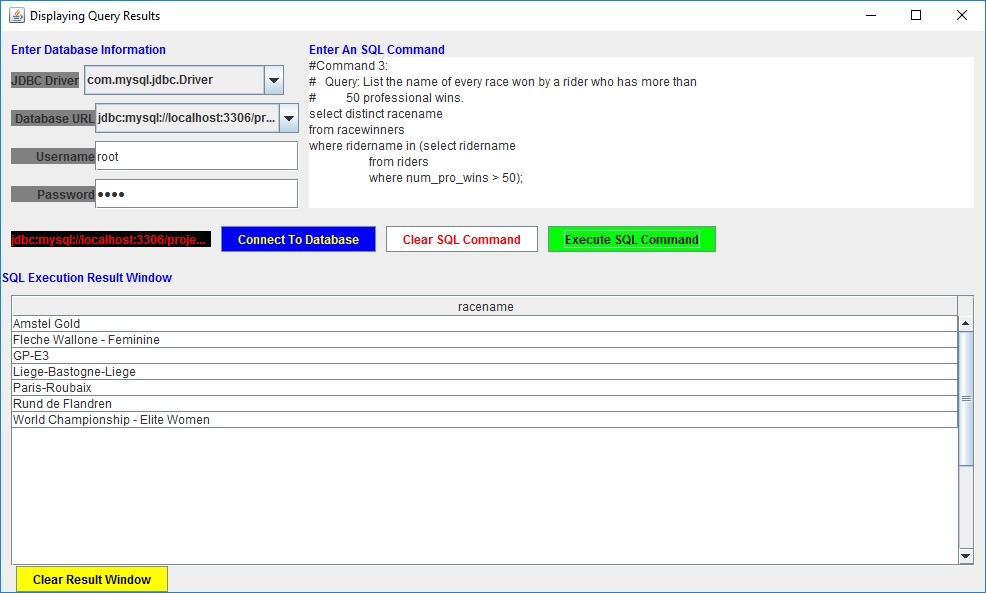 Displaying Query Results
Enter Database Information
JDBC Driver com.mysql.jdbc.Driver
Database URL jdbc:mysql://localhost:3306/pr...
Username root
Password ••••
Enter An SQL Command
#Command 3:
#   Query: List the name of every race won by a rider who has more than
#         50 professional wins.
select distinct racename
from racewinners
where ridername in (select ridername
from riders
where num_pro_wins > 50);
jdbc:mysql://localhost:3306/proje...
Connect To Database
Clear SQL Command
Execute SQL Command
SQL Execution Result Window
racename
Amstel Gold
Fleche Wallone - Feminine
GP-E3
Liege-Bastogne-Liege
Paris-Roubaix
Rund de Flandren
World Championship - Elite Women
Clear Result Window